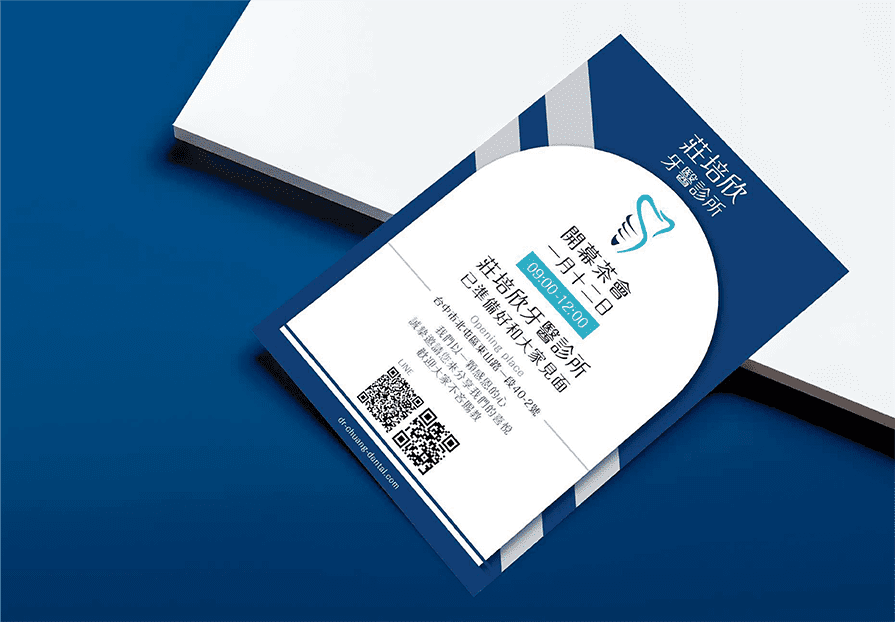 莊培欣
牙醫診所
開幕茶會
一月十二日
09:00-12:00
莊培欣牙醫診所
已準備好和大家見面
Opening place
台中市北屯區東山路一段40-2號
我們以一顆感恩的心
誠摯邀請您來分享我們的喜悅
歡迎大家不吝賜教
LINE
dr-chuang-dantal.com